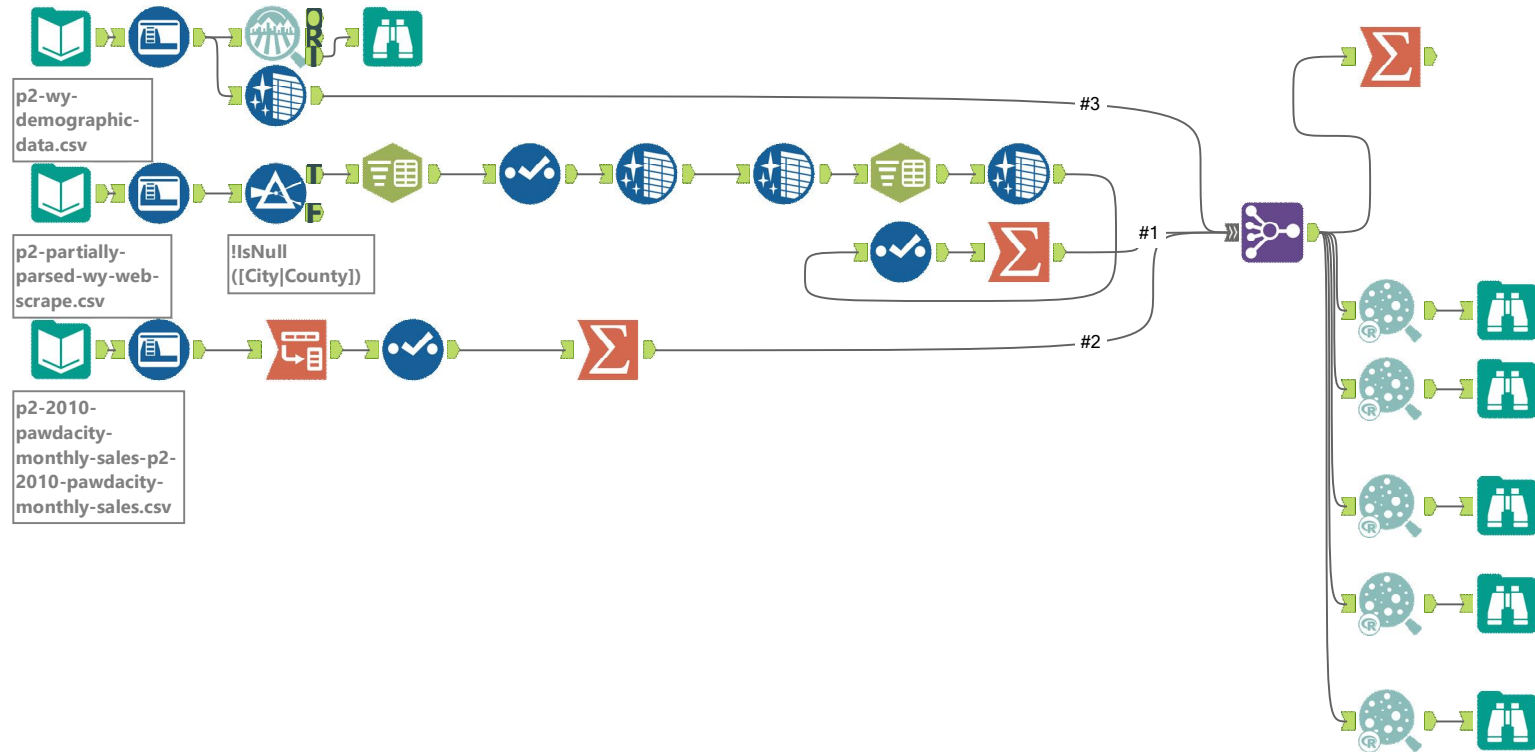 O
R
I
p2-wy-
demographic-
data.csv
#3
T
F
p2-partially-
parsed-wy-web-
scrape.csv
!IsNull
([City|County])
#1
#2
p2-2010-
pawdacity-
monthly-sales-p2-
2010-pawdacity-
monthly-sales.csv
Σ
Σ
Σ
R
R
R
R
R